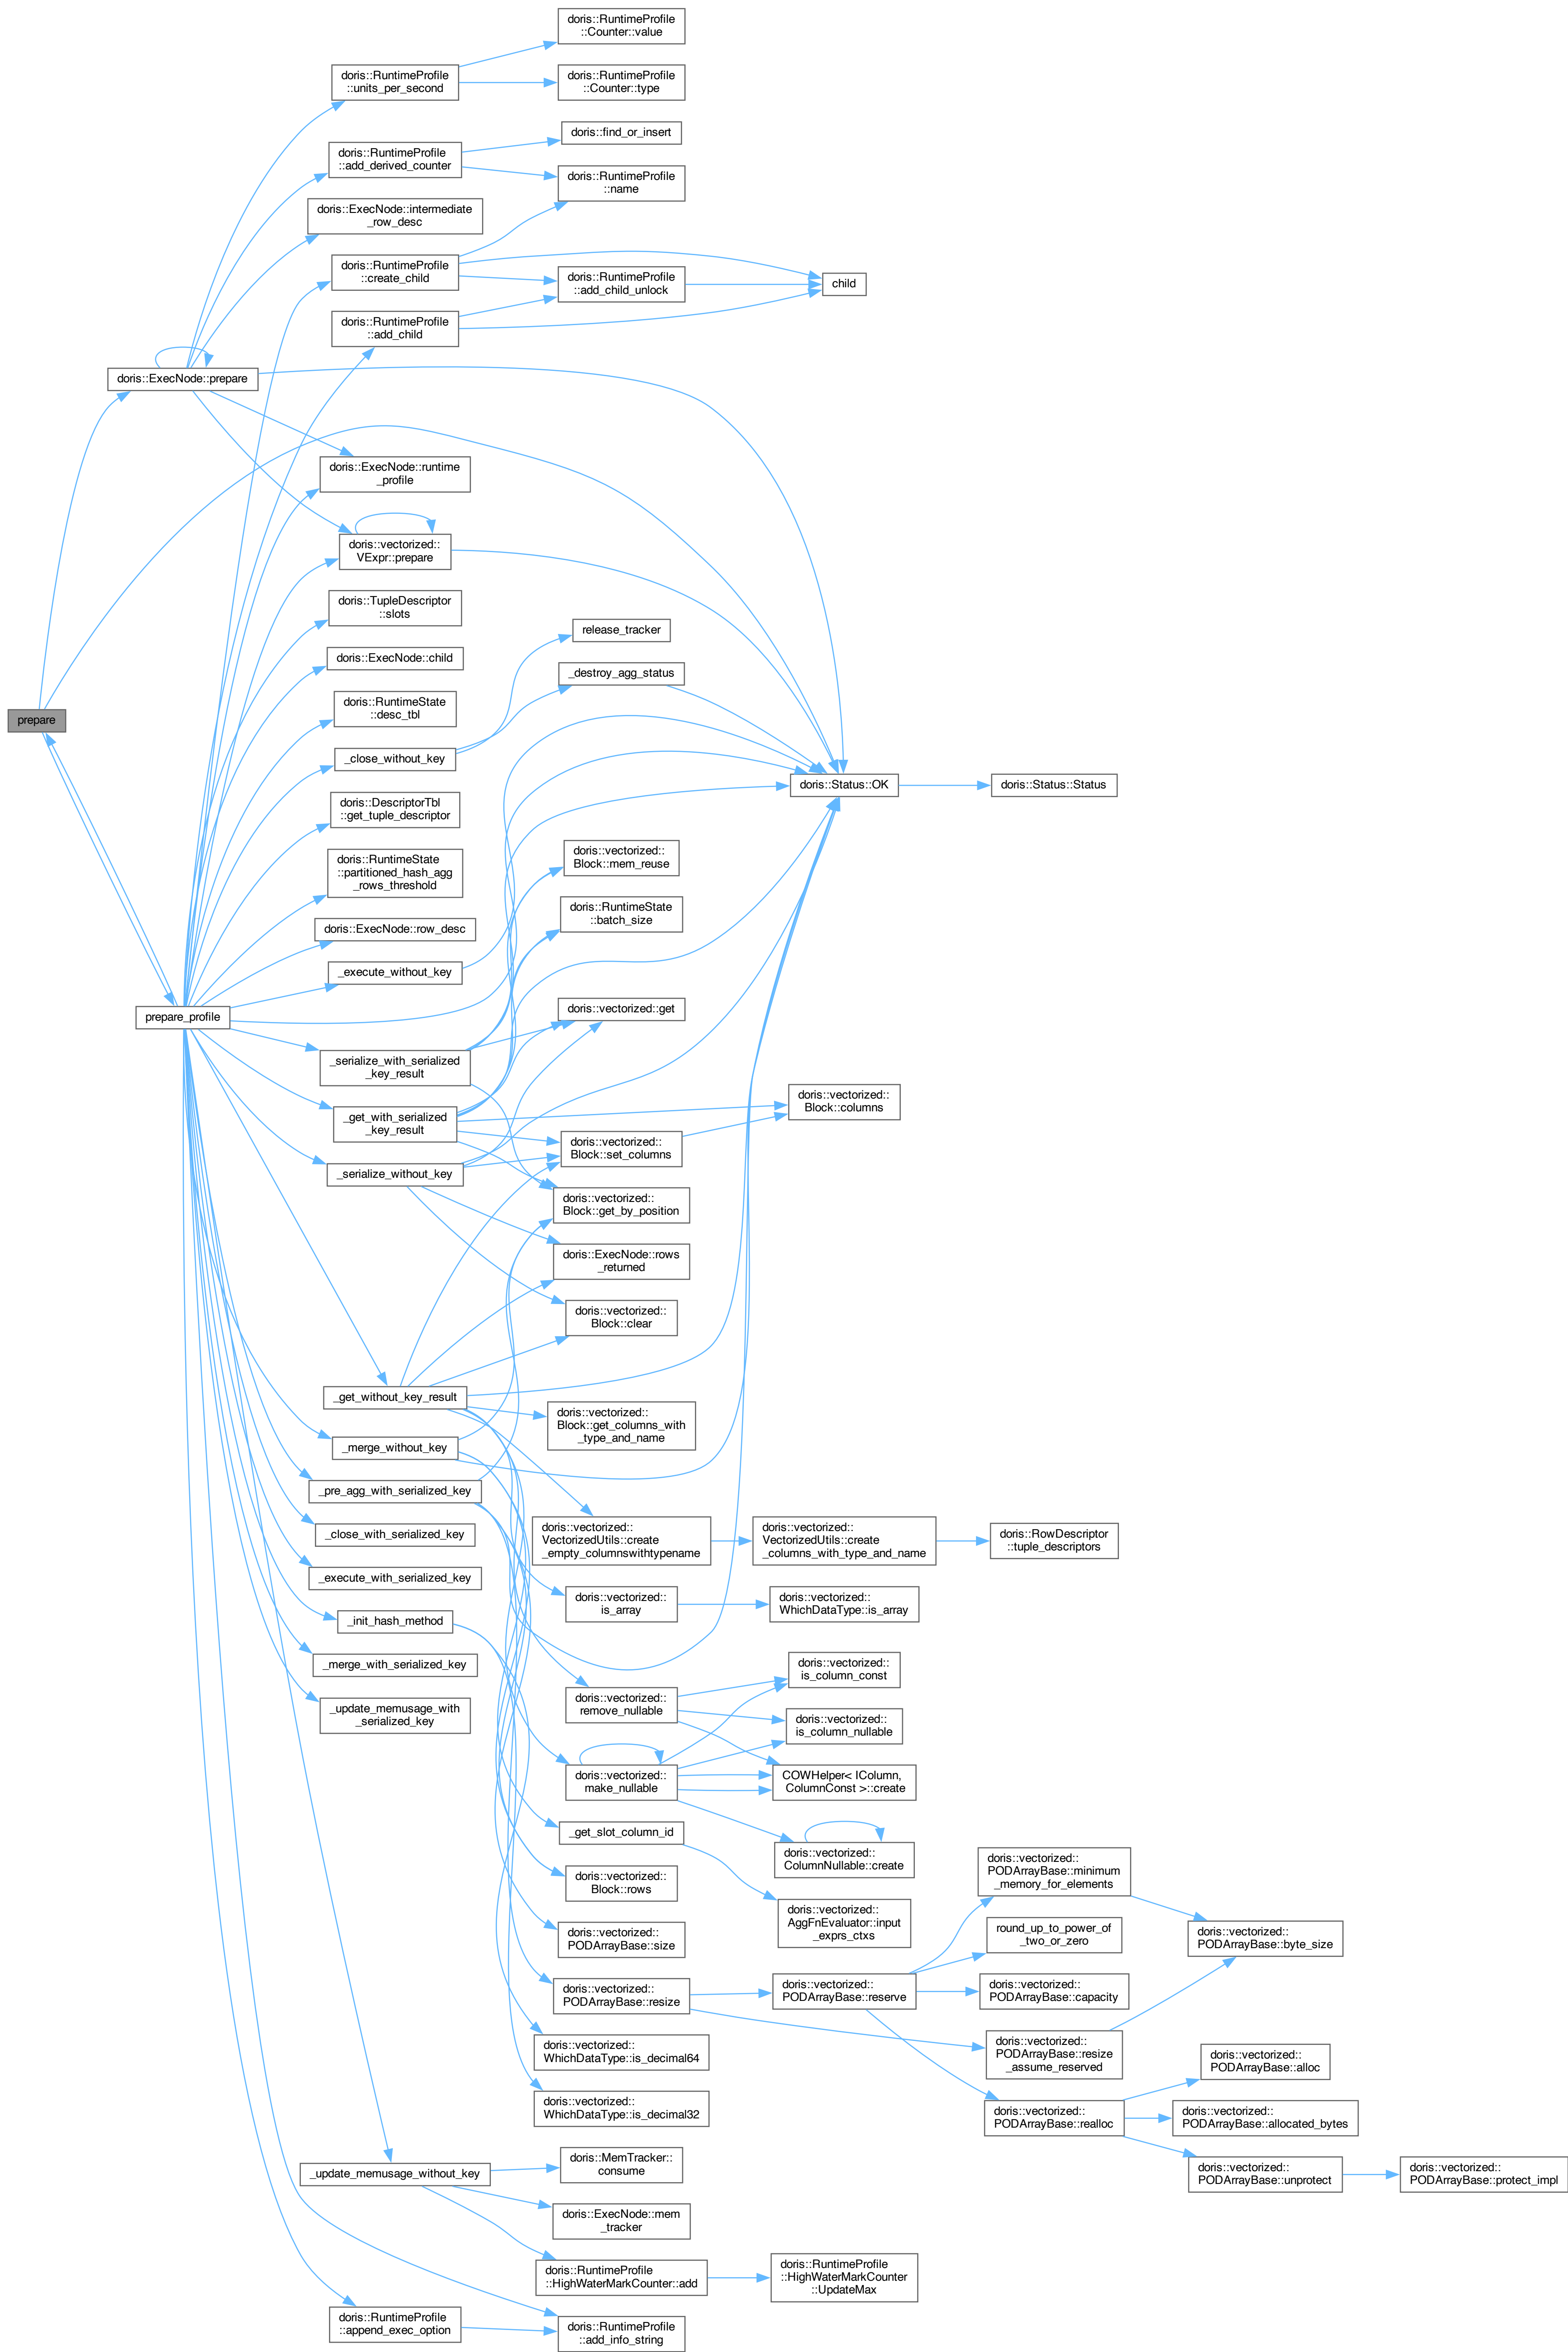 doris::RuntimeProfile
::Counter::value
doris::RuntimeProfile
::units_per_second
doris::RuntimeProfile
::Counter::type
doris::find_or_insert
doris::RuntimeProfile
::add_derived_counter
doris::RuntimeProfile
::name
doris::ExecNode::intermediate
_row_desc
doris::RuntimeProfile
::create_child
doris::RuntimeProfile
::add_child_unlock
child
doris::RuntimeProfile
::add_child
doris::ExecNode::prepare
doris::ExecNode::runtime
_profile
doris::vectorized::
VExpr::prepare
doris::TupleDescriptor
::slots
release_tracker
doris::ExecNode::child
_destroy_agg_status
doris::RuntimeState
::desc_tbl
prepare
_close_without_key
doris::Status::OK
doris::Status::Status
doris::DescriptorTbl
::get_tuple_descriptor
doris::vectorized::
Block::mem_reuse
doris::RuntimeState
::partitioned_hash_agg
_rows_threshold
doris::RuntimeState
::batch_size
doris::ExecNode::row_desc
_execute_without_key
doris::vectorized::get
prepare_profile
_serialize_with_serialized
_key_result
doris::vectorized::
Block::columns
_get_with_serialized
_key_result
doris::vectorized::
Block::set_columns
_serialize_without_key
doris::vectorized::
Block::get_by_position
doris::ExecNode::rows
_returned
doris::vectorized::
Block::clear
_get_without_key_result
doris::vectorized::
Block::get_columns_with
_type_and_name
_merge_without_key
_pre_agg_with_serialized_key
_close_with_serialized_key
doris::vectorized::
VectorizedUtils::create
_empty_columnswithtypename
doris::vectorized::
VectorizedUtils::create
_columns_with_type_and_name
doris::RowDescriptor
::tuple_descriptors
_execute_with_serialized_key
doris::vectorized::
is_array
doris::vectorized::
WhichDataType::is_array
_init_hash_method
_merge_with_serialized_key
doris::vectorized::
is_column_const
doris::vectorized::
remove_nullable
_update_memusage_with
_serialized_key
doris::vectorized::
is_column_nullable
doris::vectorized::
make_nullable
COWHelper< IColumn,
ColumnConst >::create
_get_slot_column_id
doris::vectorized::
ColumnNullable::create
doris::vectorized::
PODArrayBase::minimum
_memory_for_elements
doris::vectorized::
Block::rows
doris::vectorized::
AggFnEvaluator::input
_exprs_ctxs
round_up_to_power_of
_two_or_zero
doris::vectorized::
PODArrayBase::byte_size
doris::vectorized::
PODArrayBase::size
doris::vectorized::
PODArrayBase::resize
doris::vectorized::
PODArrayBase::reserve
doris::vectorized::
PODArrayBase::capacity
doris::vectorized::
WhichDataType::is_decimal64
doris::vectorized::
PODArrayBase::resize
_assume_reserved
doris::vectorized::
PODArrayBase::alloc
doris::vectorized::
WhichDataType::is_decimal32
doris::vectorized::
PODArrayBase::realloc
doris::vectorized::
PODArrayBase::allocated_bytes
_update_memusage_without_key
doris::MemTracker::
consume
doris::vectorized::
PODArrayBase::unprotect
doris::vectorized::
PODArrayBase::protect_impl
doris::ExecNode::mem
_tracker
doris::RuntimeProfile
::HighWaterMarkCounter::add
doris::RuntimeProfile
::HighWaterMarkCounter
::UpdateMax
doris::RuntimeProfile
::append_exec_option
doris::RuntimeProfile
::add_info_string